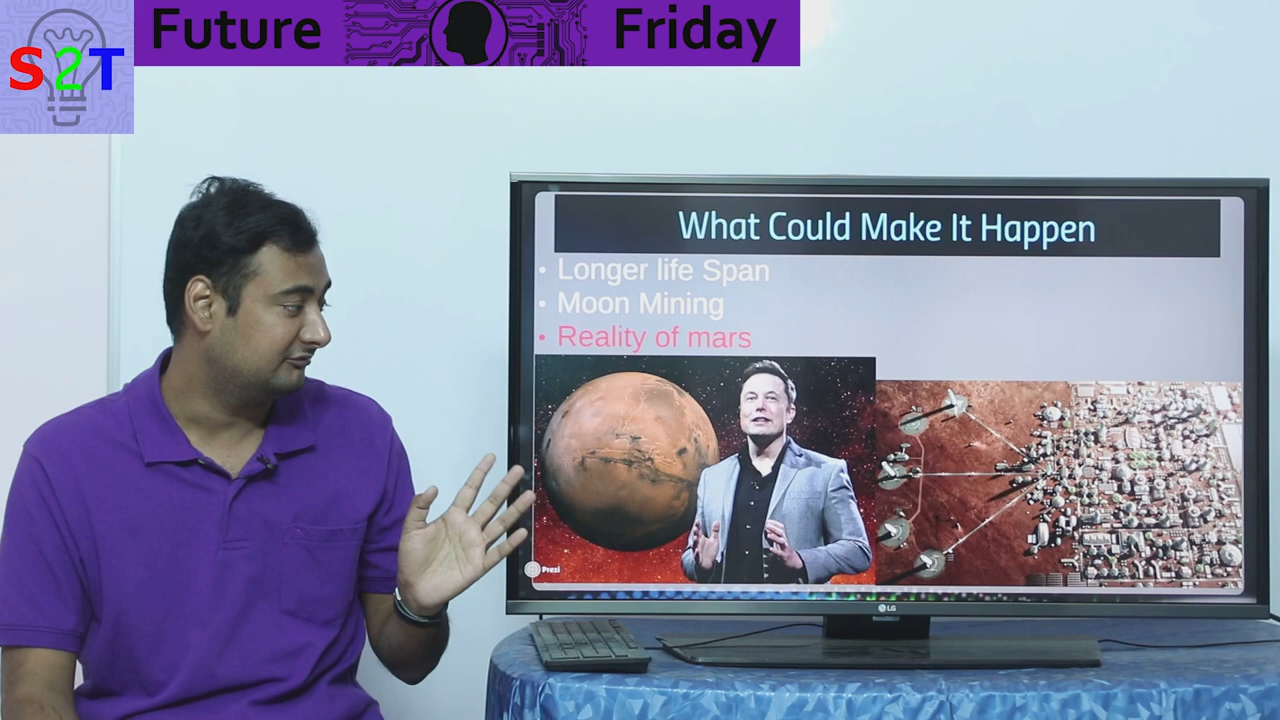 Future Friday
S2T
What Could Make It Happen
• Longer life Span
• Moon Mining
• Reality of mars
Prezi
LG